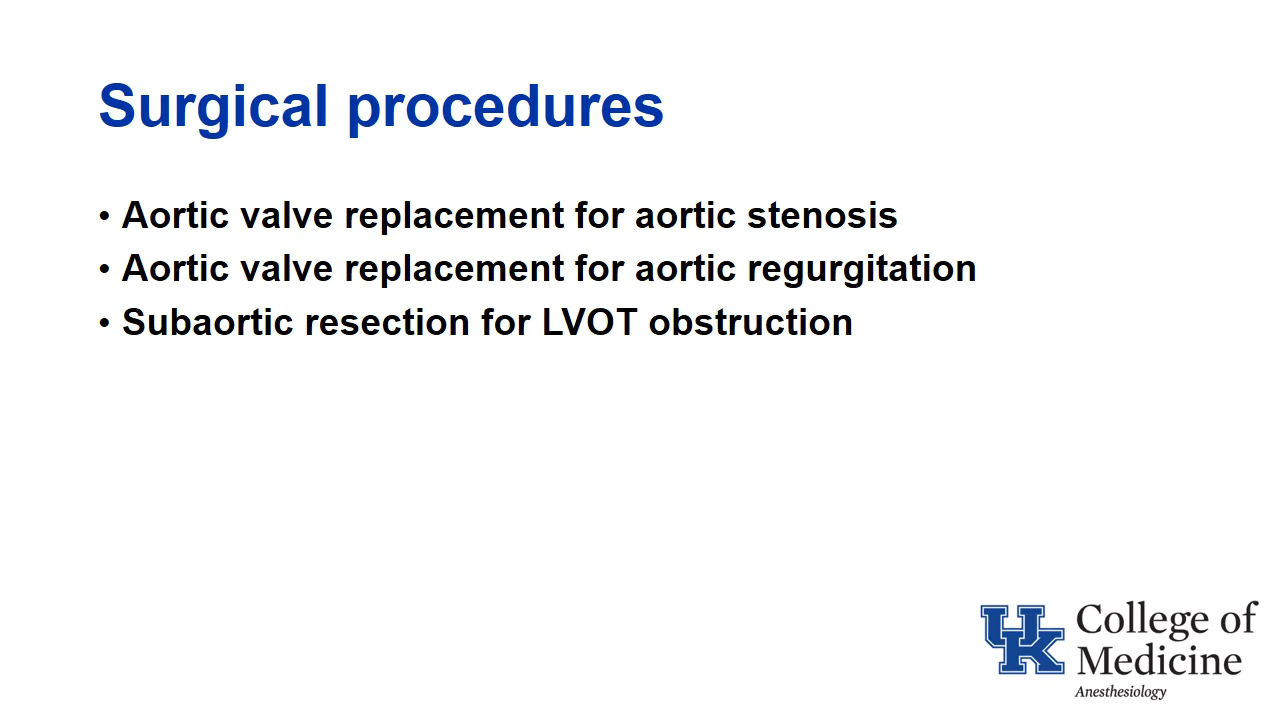 Surgical procedures
• Aortic valve replacement for aortic stenosis
• Aortic valve replacement for aortic regurgitation
• Subaortic resection for LVOT obstruction
UK
College of
Medicine
Anesthesiology